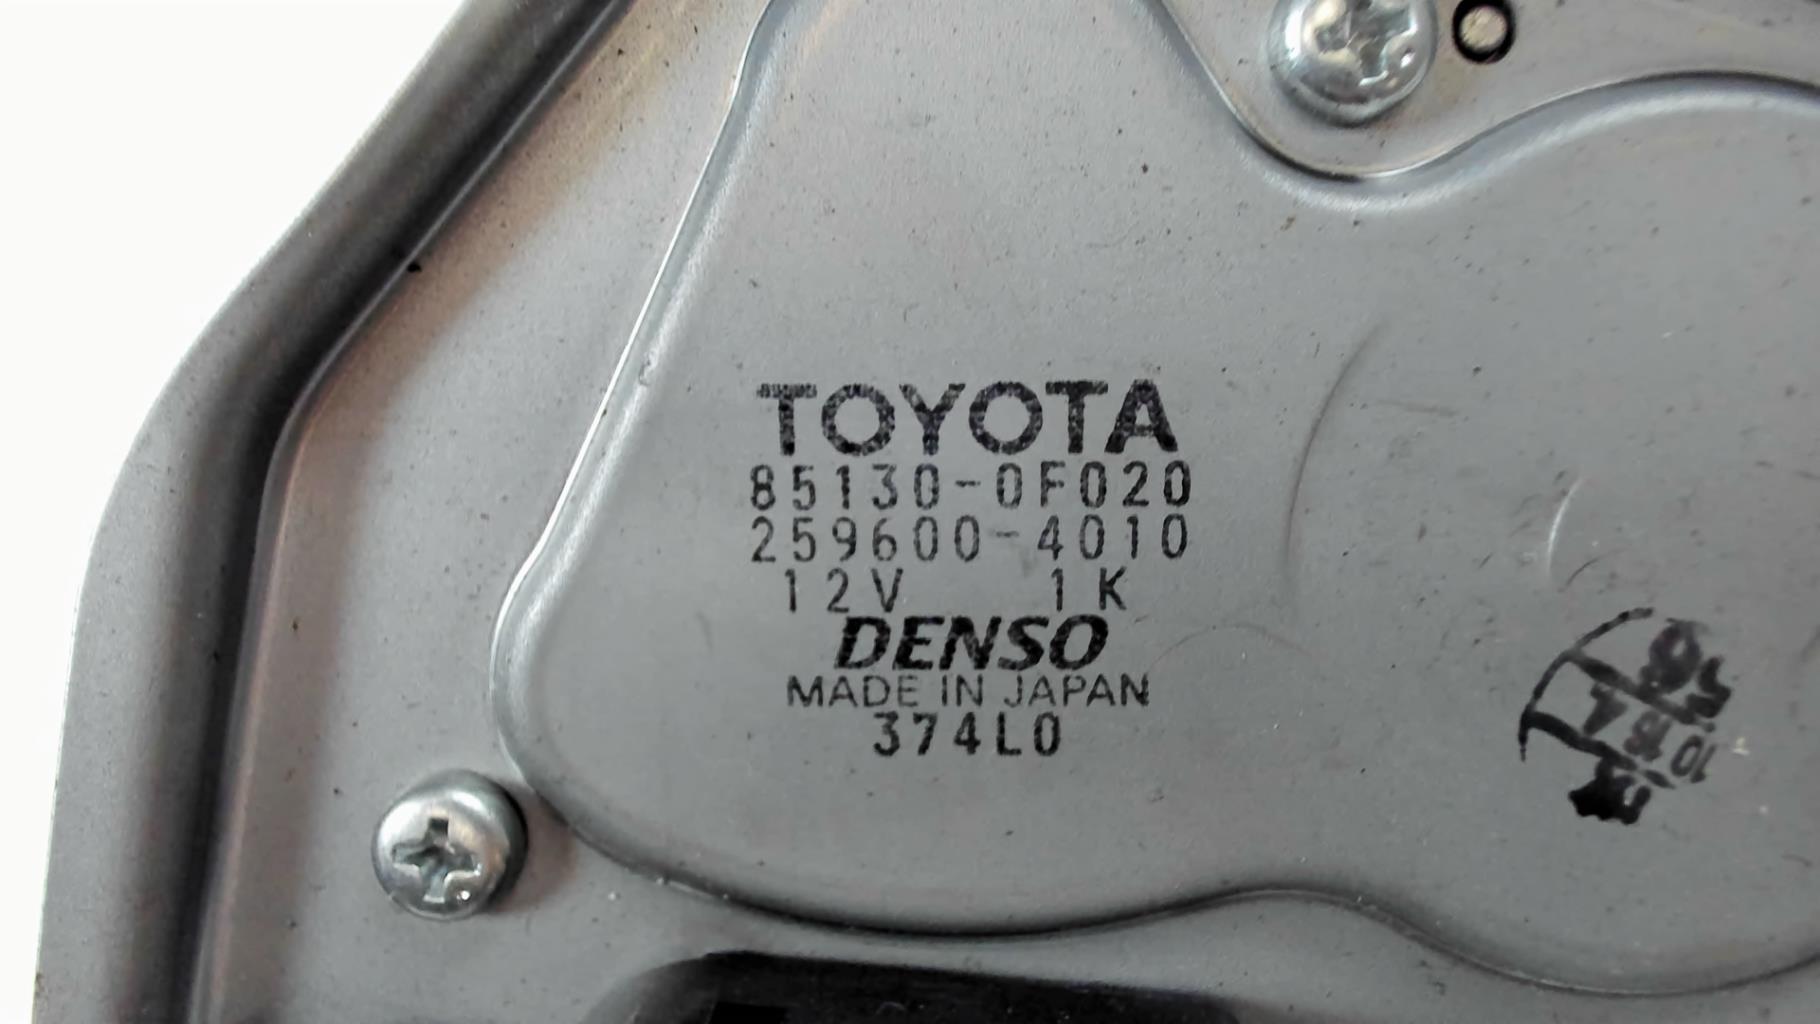 TOYOTA
85130-0F020
259600-4010
12V 1K
DENSO
MADE IN JAPAN
374L0